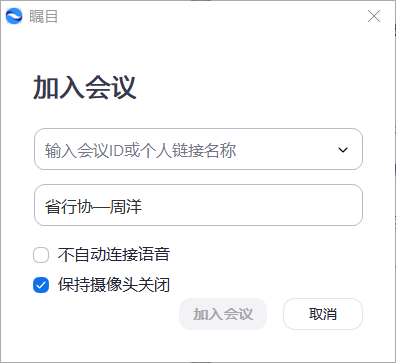 瞩目
加入会议
输入会议ID或个人链接名称
省行协—周洋
不自动连接语音
保持摄像头关闭
加入会议
取消